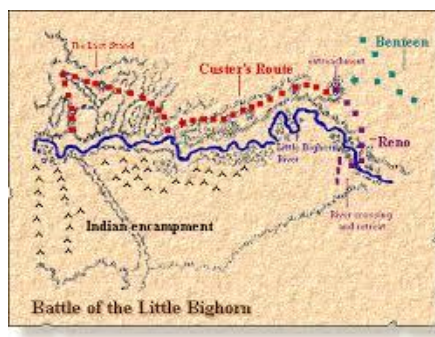 The Last Stand
Benteen
entrenchment
Custer's Route
Reno
Little Bighorn
River
Indian encampment
River crossing
and retreat
Battle of the Little Bighorn